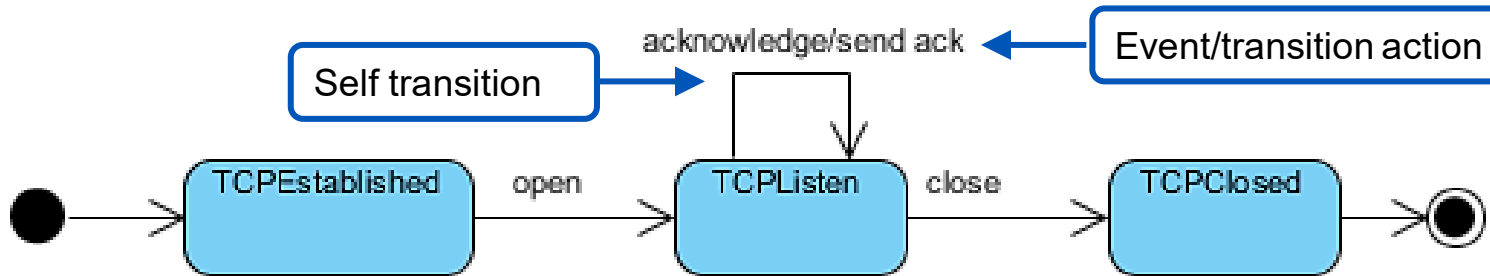 acknowledge/send ack
Event/transition action
Self transition
TCPEstablished
open
TCPListen
close
TCPClosed